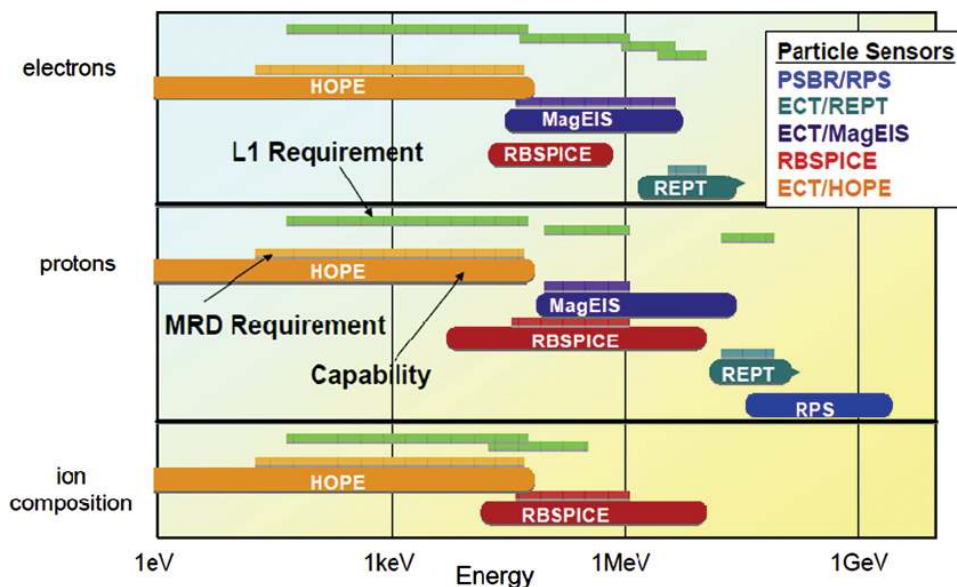 electrons
HOPE
MagEIS
RBSPICE
REPT
L1 Requirement
Particle Sensors
PSBR/RPS
ECT/REPT
ECT/MagEIS
RBSPICE
ECT/HOPE
protons
HOPE
MagEIS
RBSPICE
REPT
RPS
MRD Requirement
Capability
ion
composition
HOPE
RBSPICE
1eV
1keV
1MeV
1GeV
Energy